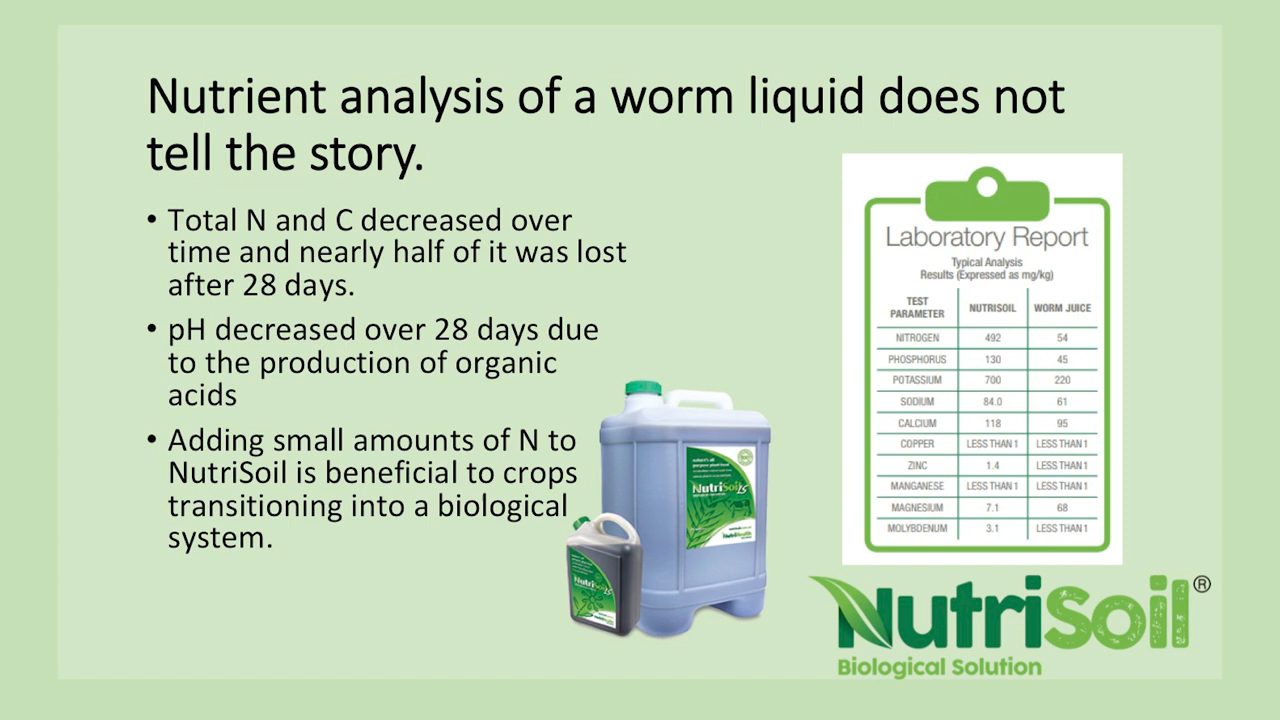 Nutrient analysis of a worm liquid does not
tell the story.
• Total N and C decreased over
time and nearly half of it was lost
after 28 days.
• pH decreased over 28 days due
to the production of organic
acids
• Adding small amounts of N to
NutriSoil is beneficial to crops
transitioning into a biological
system.
Laboratory Report
Typical Analysis
Results (Expressed as mg/kg)
TEST PARAMETER NUTRISOIL WORM JUICE
NITROGEN 492 54
PHOSPHORUS 130 45
POTASSIUM 700 220
SODIUM 84.0 61
CALCIUM 118 95
COPPER LESS THAN 1 LESS THAN 1
ZINC 1.4 LESS THAN 1
MANGANESE LESS THAN 1 LESS THAN 1
MAGNESIUM 7.1 68
MOLYBDENUM 3.1 LESS THAN 1
NutriSoil
NutriSoil
NutriSoil®
Biological Solution